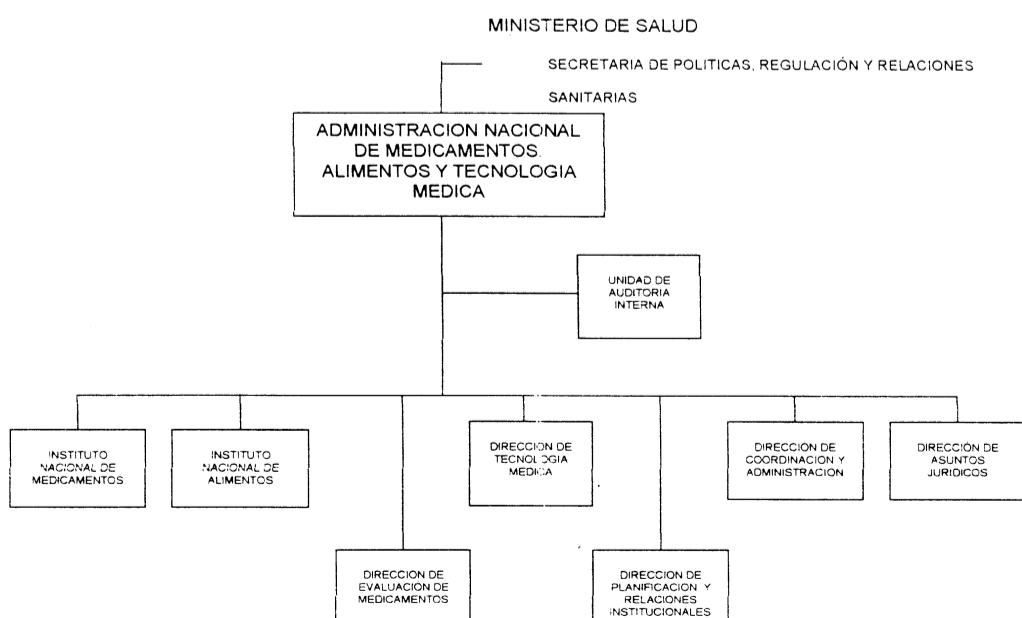 MINISTERIO DE SALUD
SECRETARIA DE POLITICAS, REGULACIÓN Y RELACIONES
SANITARIAS
ADMINISTRACION NACIONAL
DE MEDICAMENTOS.
ALIMENTOS Y TECNOLOGIA
MEDICA
UNIDAD DE
AUDITORIA
INTERNA
INSTITUTO
NACIONAL DE
MEDICAMENTOS
INSTITUTO
NACIONAL DE
ALIMENTOS
DIRECCION DE
TECNOLOGIA
MEDICA
DIRECCION DE
COORDINACION Y
ADMINISTRACION
DIRECCIÓN DE
ASUNTOS
JURIDICOS
DIRECCION DE
EVALUACION DE
MEDICAMENTOS
DIRECCION DE
PLANIFICACION Y
RELACIONES
INSTITUCIONALES